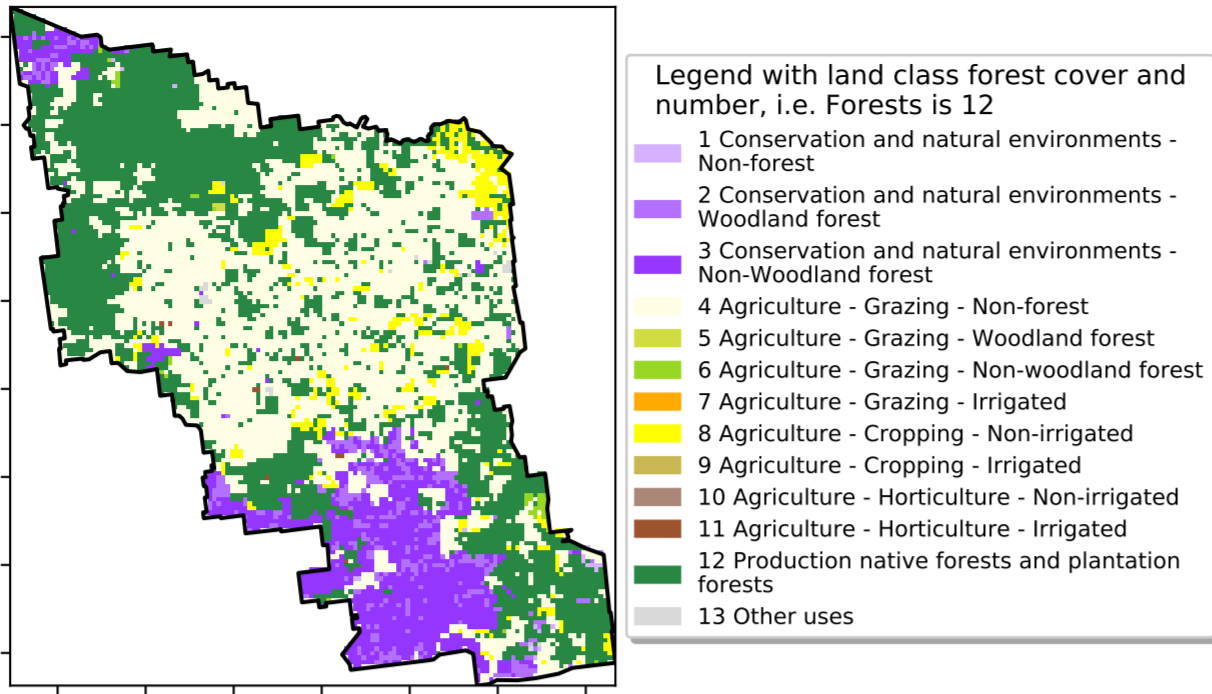 Legend with land class forest cover and
number, i.e. Forests is 12
1 Conservation and natural environments -
Non-forest
2 Conservation and natural environments -
Woodland forest
3 Conservation and natural environments -
Non-Woodland forest
4 Agriculture - Grazing - Non-forest
5 Agriculture - Grazing - Woodland forest
6 Agriculture - Grazing - Non-woodland forest
7 Agriculture - Grazing - Irrigated
8 Agriculture - Cropping - Non-irrigated
9 Agriculture - Cropping - Irrigated
10 Agriculture - Horticulture - Non-irrigated
11 Agriculture - Horticulture - Irrigated
12 Production native forests and plantation
forests
13 Other uses